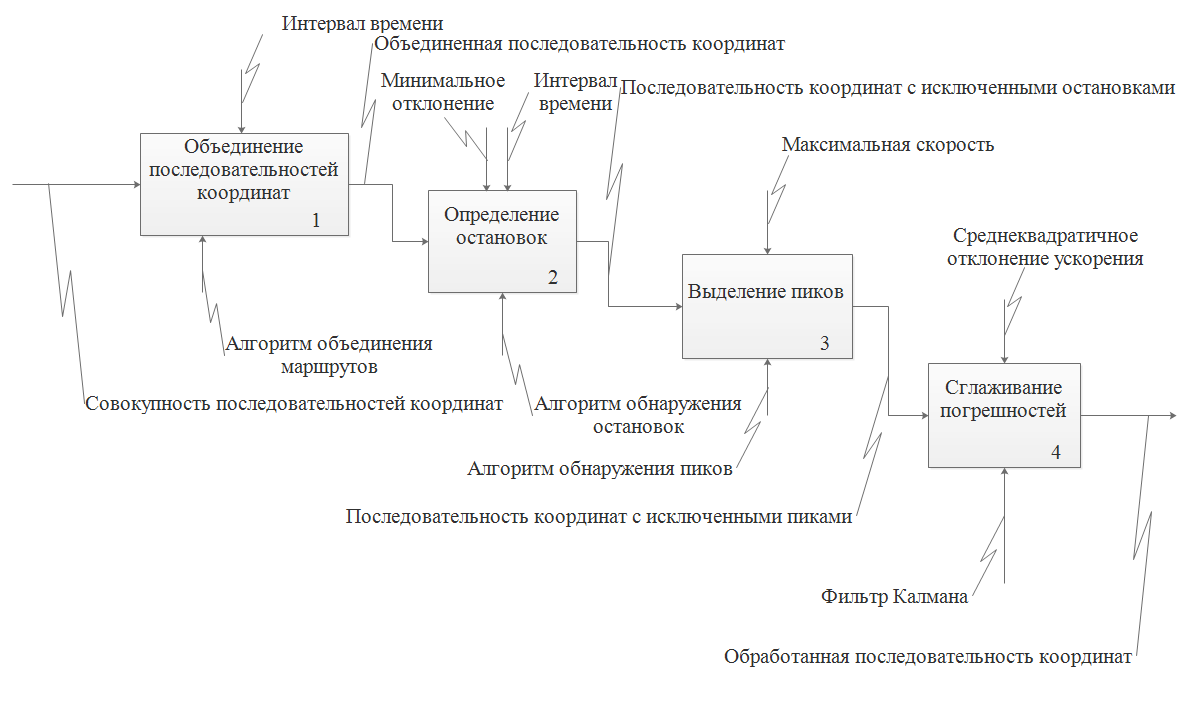 Интервал времени
Объединенная последовательность координат
Минимальное
отклонение
Интервал
времени
Последовательность координат с исключенными остановками
Объединение
последовательностей
координат
1
Максимальная скорость
Определение
остановок
2
Среднеквадратичное
отклонение ускорения
Выделение пиков
3
Алгоритм объединения
маршрутов
Сглаживание
погрешностей
4
Совокупность последовательностей координат
Алгоритм обнаружения
остановок
Алгоритм обнаружения пиков
Последовательность координат с исключенными пиками
Фильтр Калмана
Обработанная последовательность координат